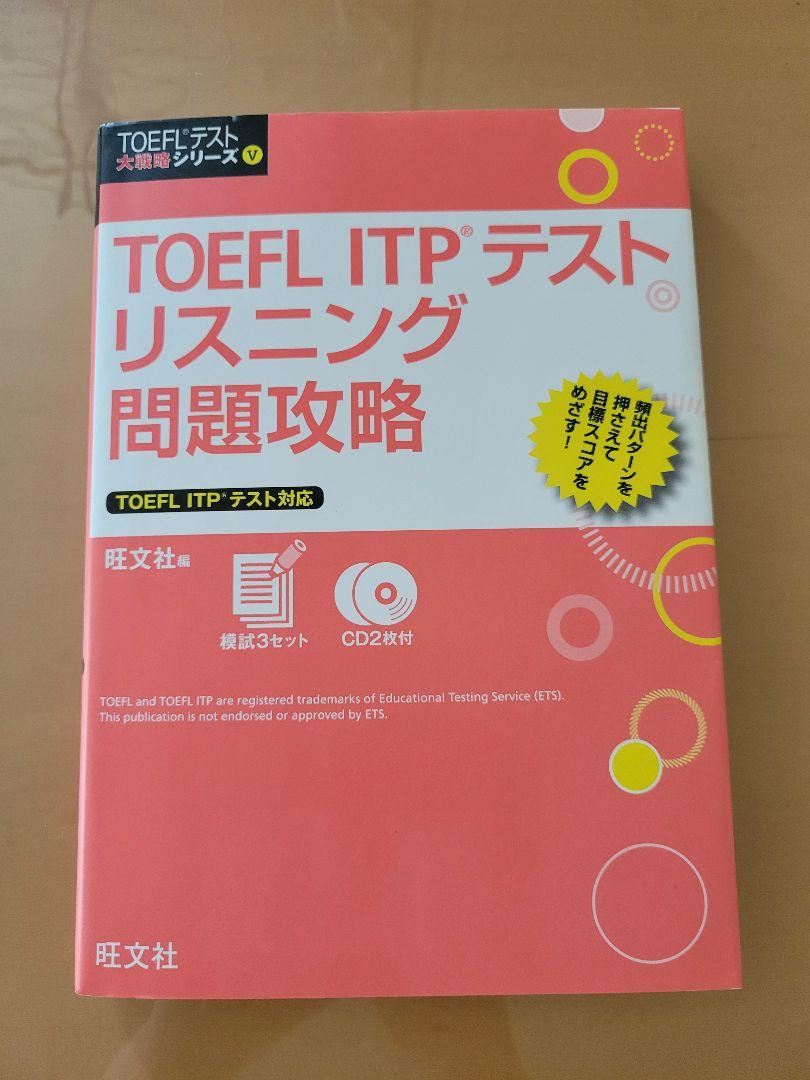 TOEFL®テスト
大戦略シリーズ V
TOEFL ITP®テスト
リスニング
問題攻略
頻出パターンを
押さえて
目標スコアを
めざす!
TOEFL ITP®テスト対応
旺文社編
模試3セット
CD2枚付
TOEFL and TOEFL ITP are registered trademarks of Educational Testing Service (ETS).
This publication is not endorsed or approved by ETS.
旺文社